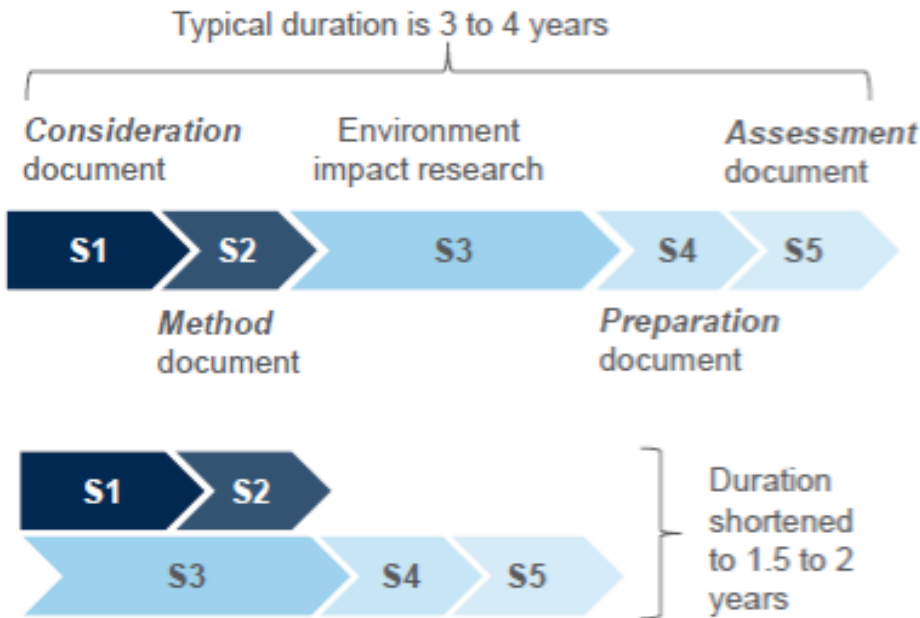 Typical duration is 3 to 4 years
Consideration
document
Environment
impact research
Assessment
document
S1
S2
S3
S4
S5
Method
document
Preparation
document
S1
S2
S3
S4
S5
Duration
shortened
to 1.5 to 2
years